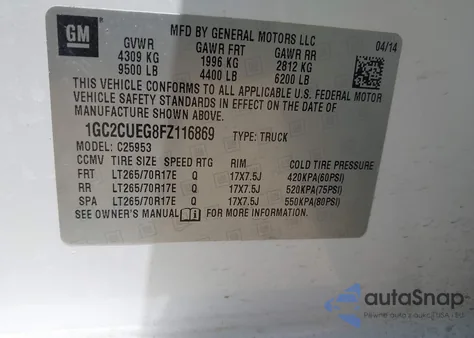 GM
MFD BY GENERAL MOTORS LLC
04/14
GVWR GAWR FRT GAWR RR
4309 KG 1996 KG 2812 KG
9500 LB 4400 LB 6200 LB
THIS VEHICLE CONFORMS TO ALL APPLICABLE U.S. FEDERAL MOTOR
VEHICLE SAFETY STANDARDS IN EFFECT ON THE DATE OF
MANUFACTURE SHOWN ABOVE.
1GC2CUEG8FZ116869 TYPE: TRUCK
MODEL: C25953
CCMV TIRE SIZE SPEED RTG RIM COLD TIRE PRESSURE
FRT LT265/70R17E Q 17X7.5J 420KPA(60PSI)
RR LT265/70R17E Q 17X7.5J 520KPA(75PSI)
SPA LT265/70R17E Q 17X7.5J 550KPA(80PSI)
SEE OWNER'S MANUAL FOR MORE INFORMATION
autoSnap